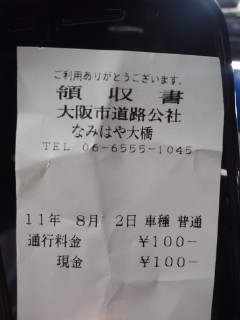 ご利用ありがとうございます。
領収書
大阪市道路公社
なみはや大橋
TEL 06-6555-1045
11年 8月 2日 車種 普通
通行料金 ¥100-
現金 ¥100-